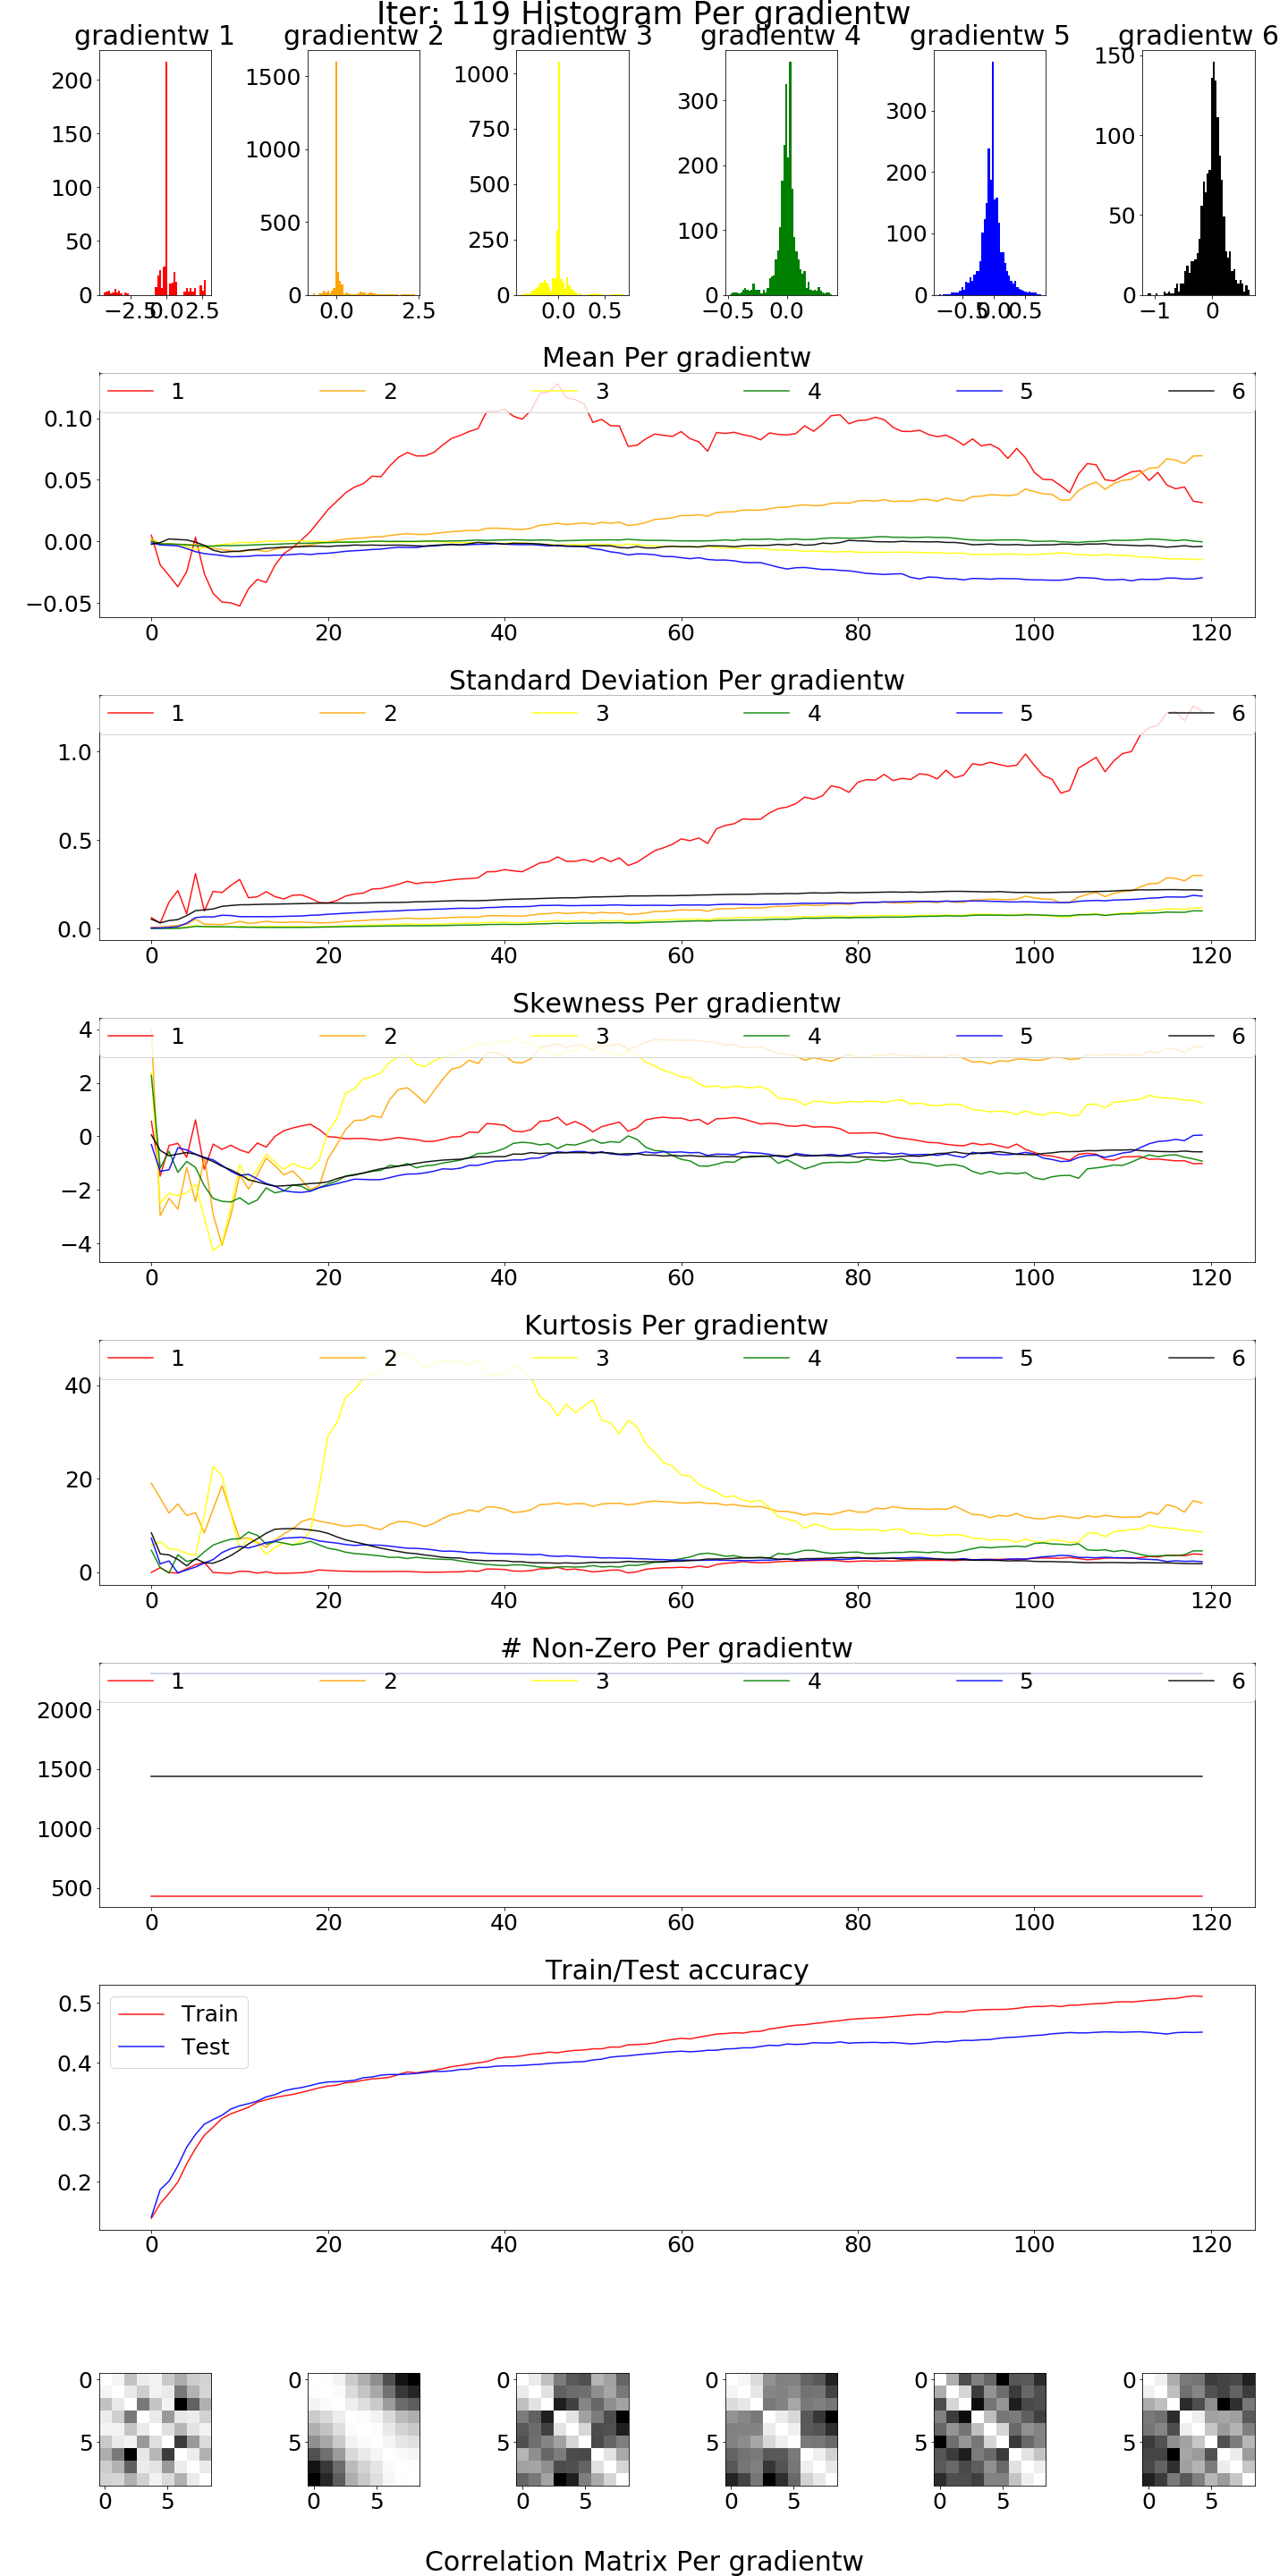 Iter: 119 Histogram Per gradientw
gradientw 1 gradientw 2 gradientw 3 gradientw 4 gradientw 5 gradientw 6
200 150 100 50 0
−2.5 0.0 2.5
1500 1000 500 0
0.0 2.5
1000 750 500 250 0
0.0 0.5
300 200 100 0
−0.5 0.0
300 200 100 0
−0.5 0.0 0.5
150 100 50 0
−1 0
Mean Per gradientw
1 2 3 4 5 6
0.10
0.05
0.00
−0.05
0 20 40 60 80 100 120
Standard Deviation Per gradientw
1 2 3 4 5 6
1.0
0.5
0.0
0 20 40 60 80 100 120
Skewness Per gradientw
4
1 2 3 4 5 6
2
0
−2
−4
0 20 40 60 80 100 120
Kurtosis Per gradientw
1 2 3 4 5 6
40
20
0
0 20 40 60 80 100 120
# Non-Zero Per gradientw
1 2 3 4 5 6
2000
1500
1000
500
0 20 40 60 80 100 120
Train/Test accuracy
0.5
Train
Test
0.4
0.3
0.2
0 20 40 60 80 100 120
0 0 0 0 0 0
5 5 5 5 5 5
0 5 0 5 0 5 0 5 0 5 0 5
Correlation Matrix Per gradientw